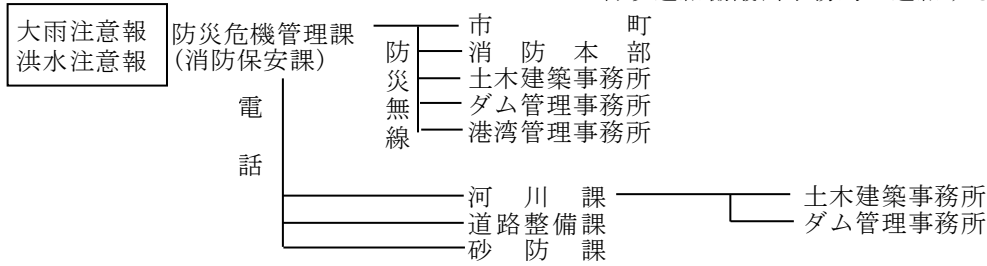 大雨注意報
洪水注意報
防災危機管理課
(消防保安課)
防災無線
市町
消防本部
土木建築事務所
ダム管理事務所
港湾管理事務所
電話
河川課
土木建築事務所
ダム管理事務所
道路整備課
砂防課